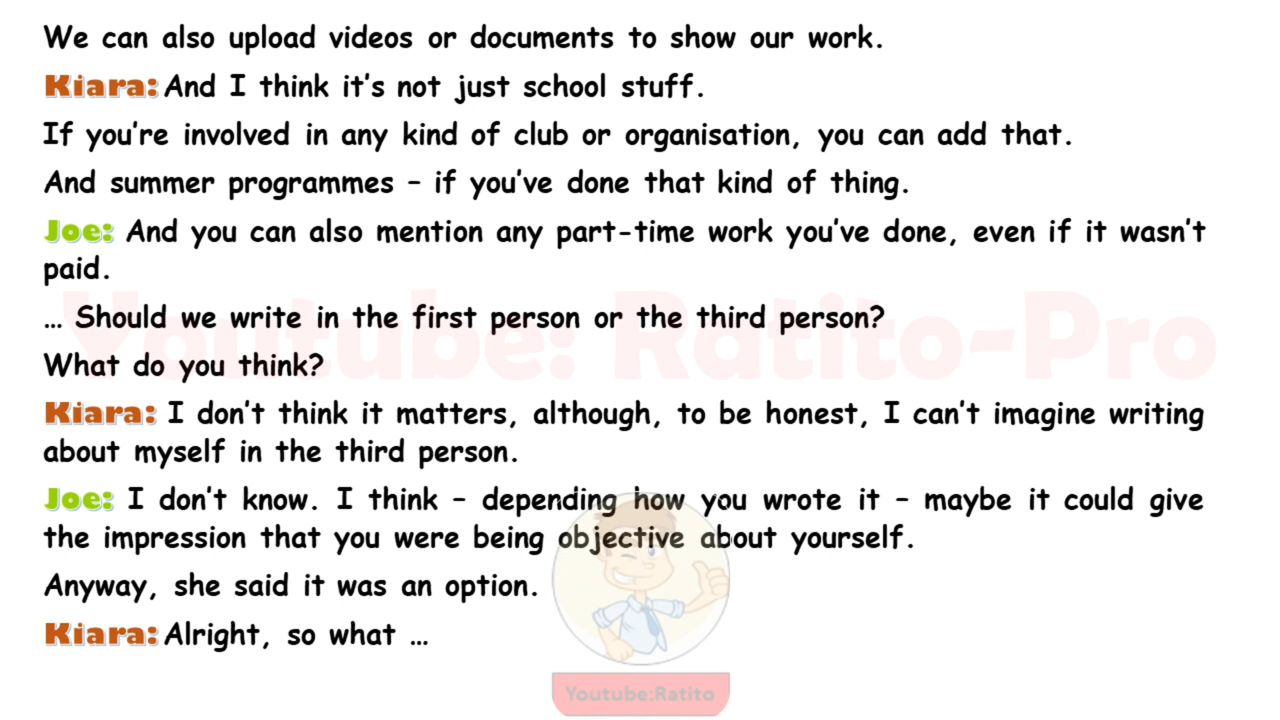 We can also upload videos or documents to show our work.
Kiara: And I think it's not just school stuff.
If you're involved in any kind of club or organisation, you can add that.
And summer programmes – if you've done that kind of thing.
Joe: And you can also mention any part-time work you've done, even if it wasn't
paid.
… Should we write in the first person or the third person?
Youtube: Ratito-Pro
What do you think?
Kiara: I don't think it matters, although, to be honest, I can't imagine writing
about myself in the third person.
Joe: I don't know. I think – depending how you wrote it – maybe it could give
the impression that you were being objective about yourself.
Anyway, she said it was an option.
Kiara: Alright, so what …
Youtube:Ratito